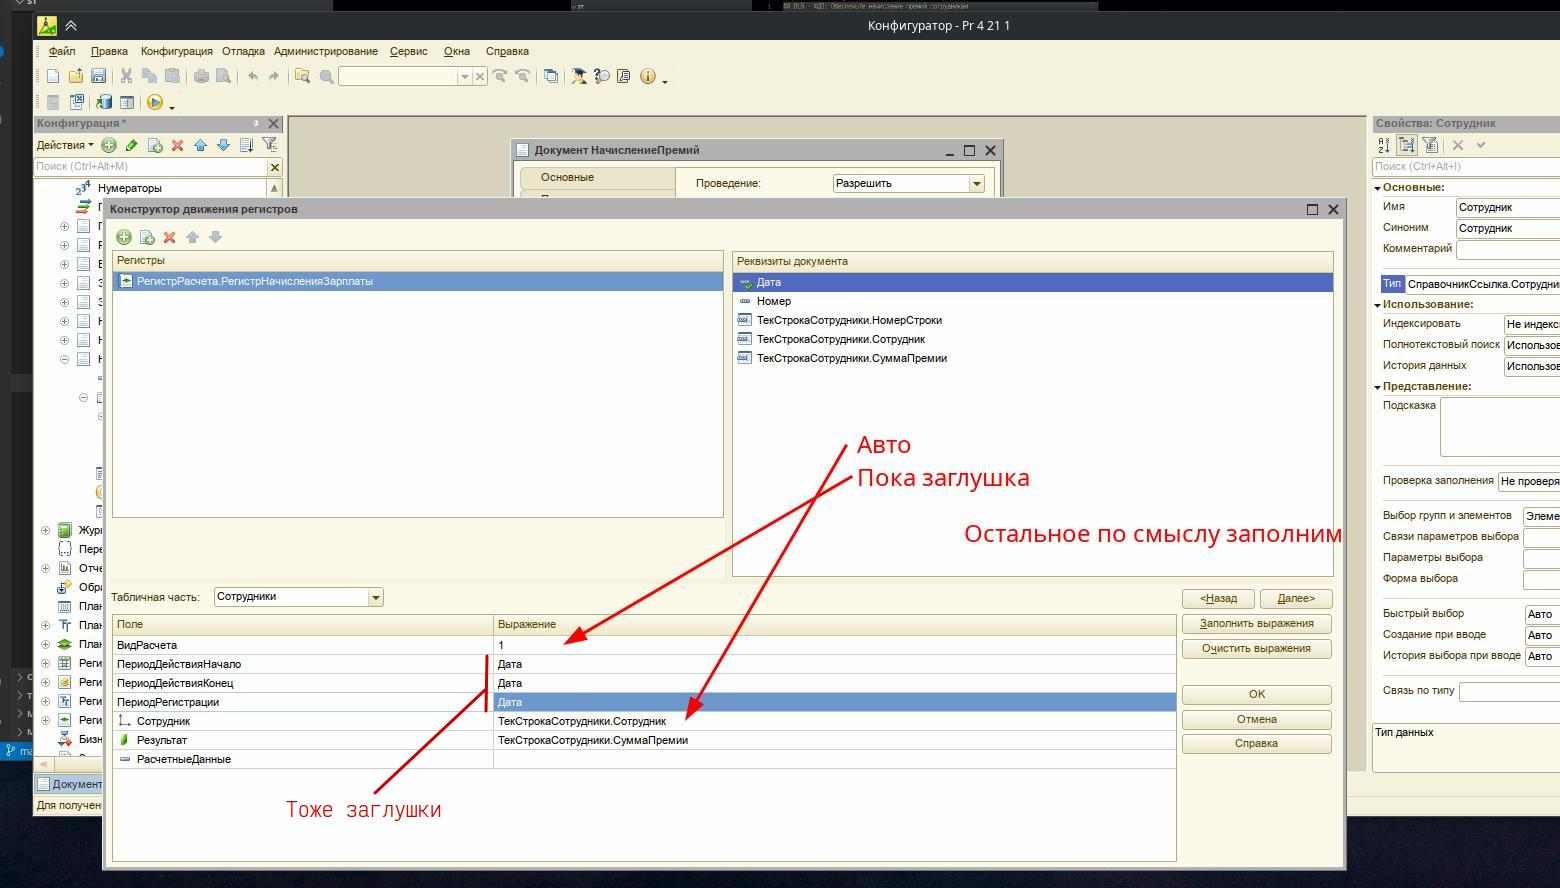 Конфигуратор - Pr 4 21 1
Файл Правка Конфигурация Отладка Администрирование Сервис Окна Справка
Конфигурация *
Действия
Поиск (Ctrl+Alt+M)
Нумераторы
Журн
Пере
Отче
Обра
План
План
План
Реги
Реги
Реги
Реги
Бизн
Документ
Для получен
Документ НачислениеПремий
Основные
Проведение: Разрешить
Конструктор движения регистров
Регистры
РегистрРасчета.РегистрНачисленияЗарплаты
Реквизиты документа
Дата
Номер
ТекСтрокаСотрудники.НомерСтроки
ТекСтрокаСотрудники.Сотрудник
ТекСтрокаСотрудники.СуммаПремии
Авто
Пока заглушка
Остальное по смыслу заполним
Табличная часть: Сотрудники
<Назад Далее>
Поле Выражение
ВидРасчета 1
ПериодДействияНачало Дата
ПериодДействияКонец Дата
ПериодРегистрации Дата
Сотрудник ТекСтрокаСотрудники.Сотрудник
Результат ТекСтрокаСотрудники.СуммаПремии
РасчетныеДанные
Тоже заглушки
Заполнить выражения
Очистить выражения
OK
Отмена
Справка
Свойства: Сотрудник
Поиск (Ctrl+Alt+I)
Основные:
Имя Сотрудник
Синоним Сотрудник
Комментарий
Тип СправочникСсылка.Сотрудни
Использование:
Индексировать Не индекс
Полнотекстовый поиск Использов
История данных Использов
Представление:
Подсказка
Проверка заполнения Не проверя
Выбор групп и элементов Элеме
Связи параметров выбора
Параметры выбора
Форма выбора
Быстрый выбор Авто
Создание при вводе Авто
История выбора при вводе Авто
Связь по типу
Тип данных